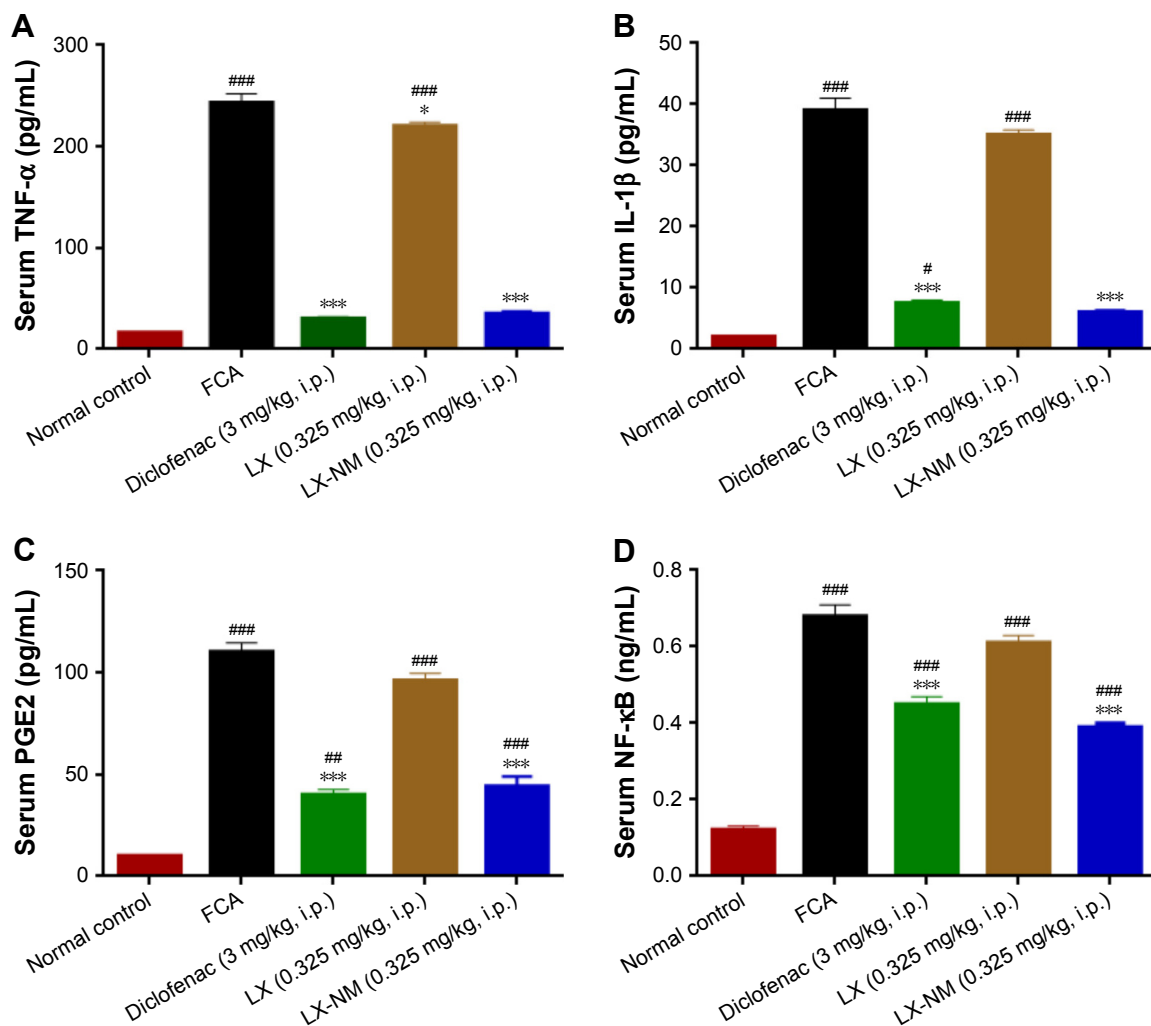 A
Serum TNF-α (pg/mL)
300
200
100
0
###
###
*
***
***
Normal control
FCA
Diclofenac (3 mg/kg, i.p.)
LX (0.325 mg/kg, i.p.)
LX-NM (0.325 mg/kg, i.p.)
B
Serum IL-1β (pg/mL)
50
40
30
20
10
0
###
#
***
###
***
Normal control
FCA
Diclofenac (3 mg/kg, i.p.)
LX (0.325 mg/kg, i.p.)
LX-NM (0.325 mg/kg, i.p.)
C
Serum PGE2 (pg/mL)
150
100
50
0
###
##
***
###
###
***
Normal control
FCA
Diclofenac (3 mg/kg, i.p.)
LX (0.325 mg/kg, i.p.)
LX-NM (0.325 mg/kg, i.p.)
D
Serum NF-κB (ng/mL)
0.8
0.6
0.4
0.2
0.0
###
###
***
###
###
***
Normal control
FCA
Diclofenac (3 mg/kg, i.p.)
LX (0.325 mg/kg, i.p.)
LX-NM (0.325 mg/kg, i.p.)